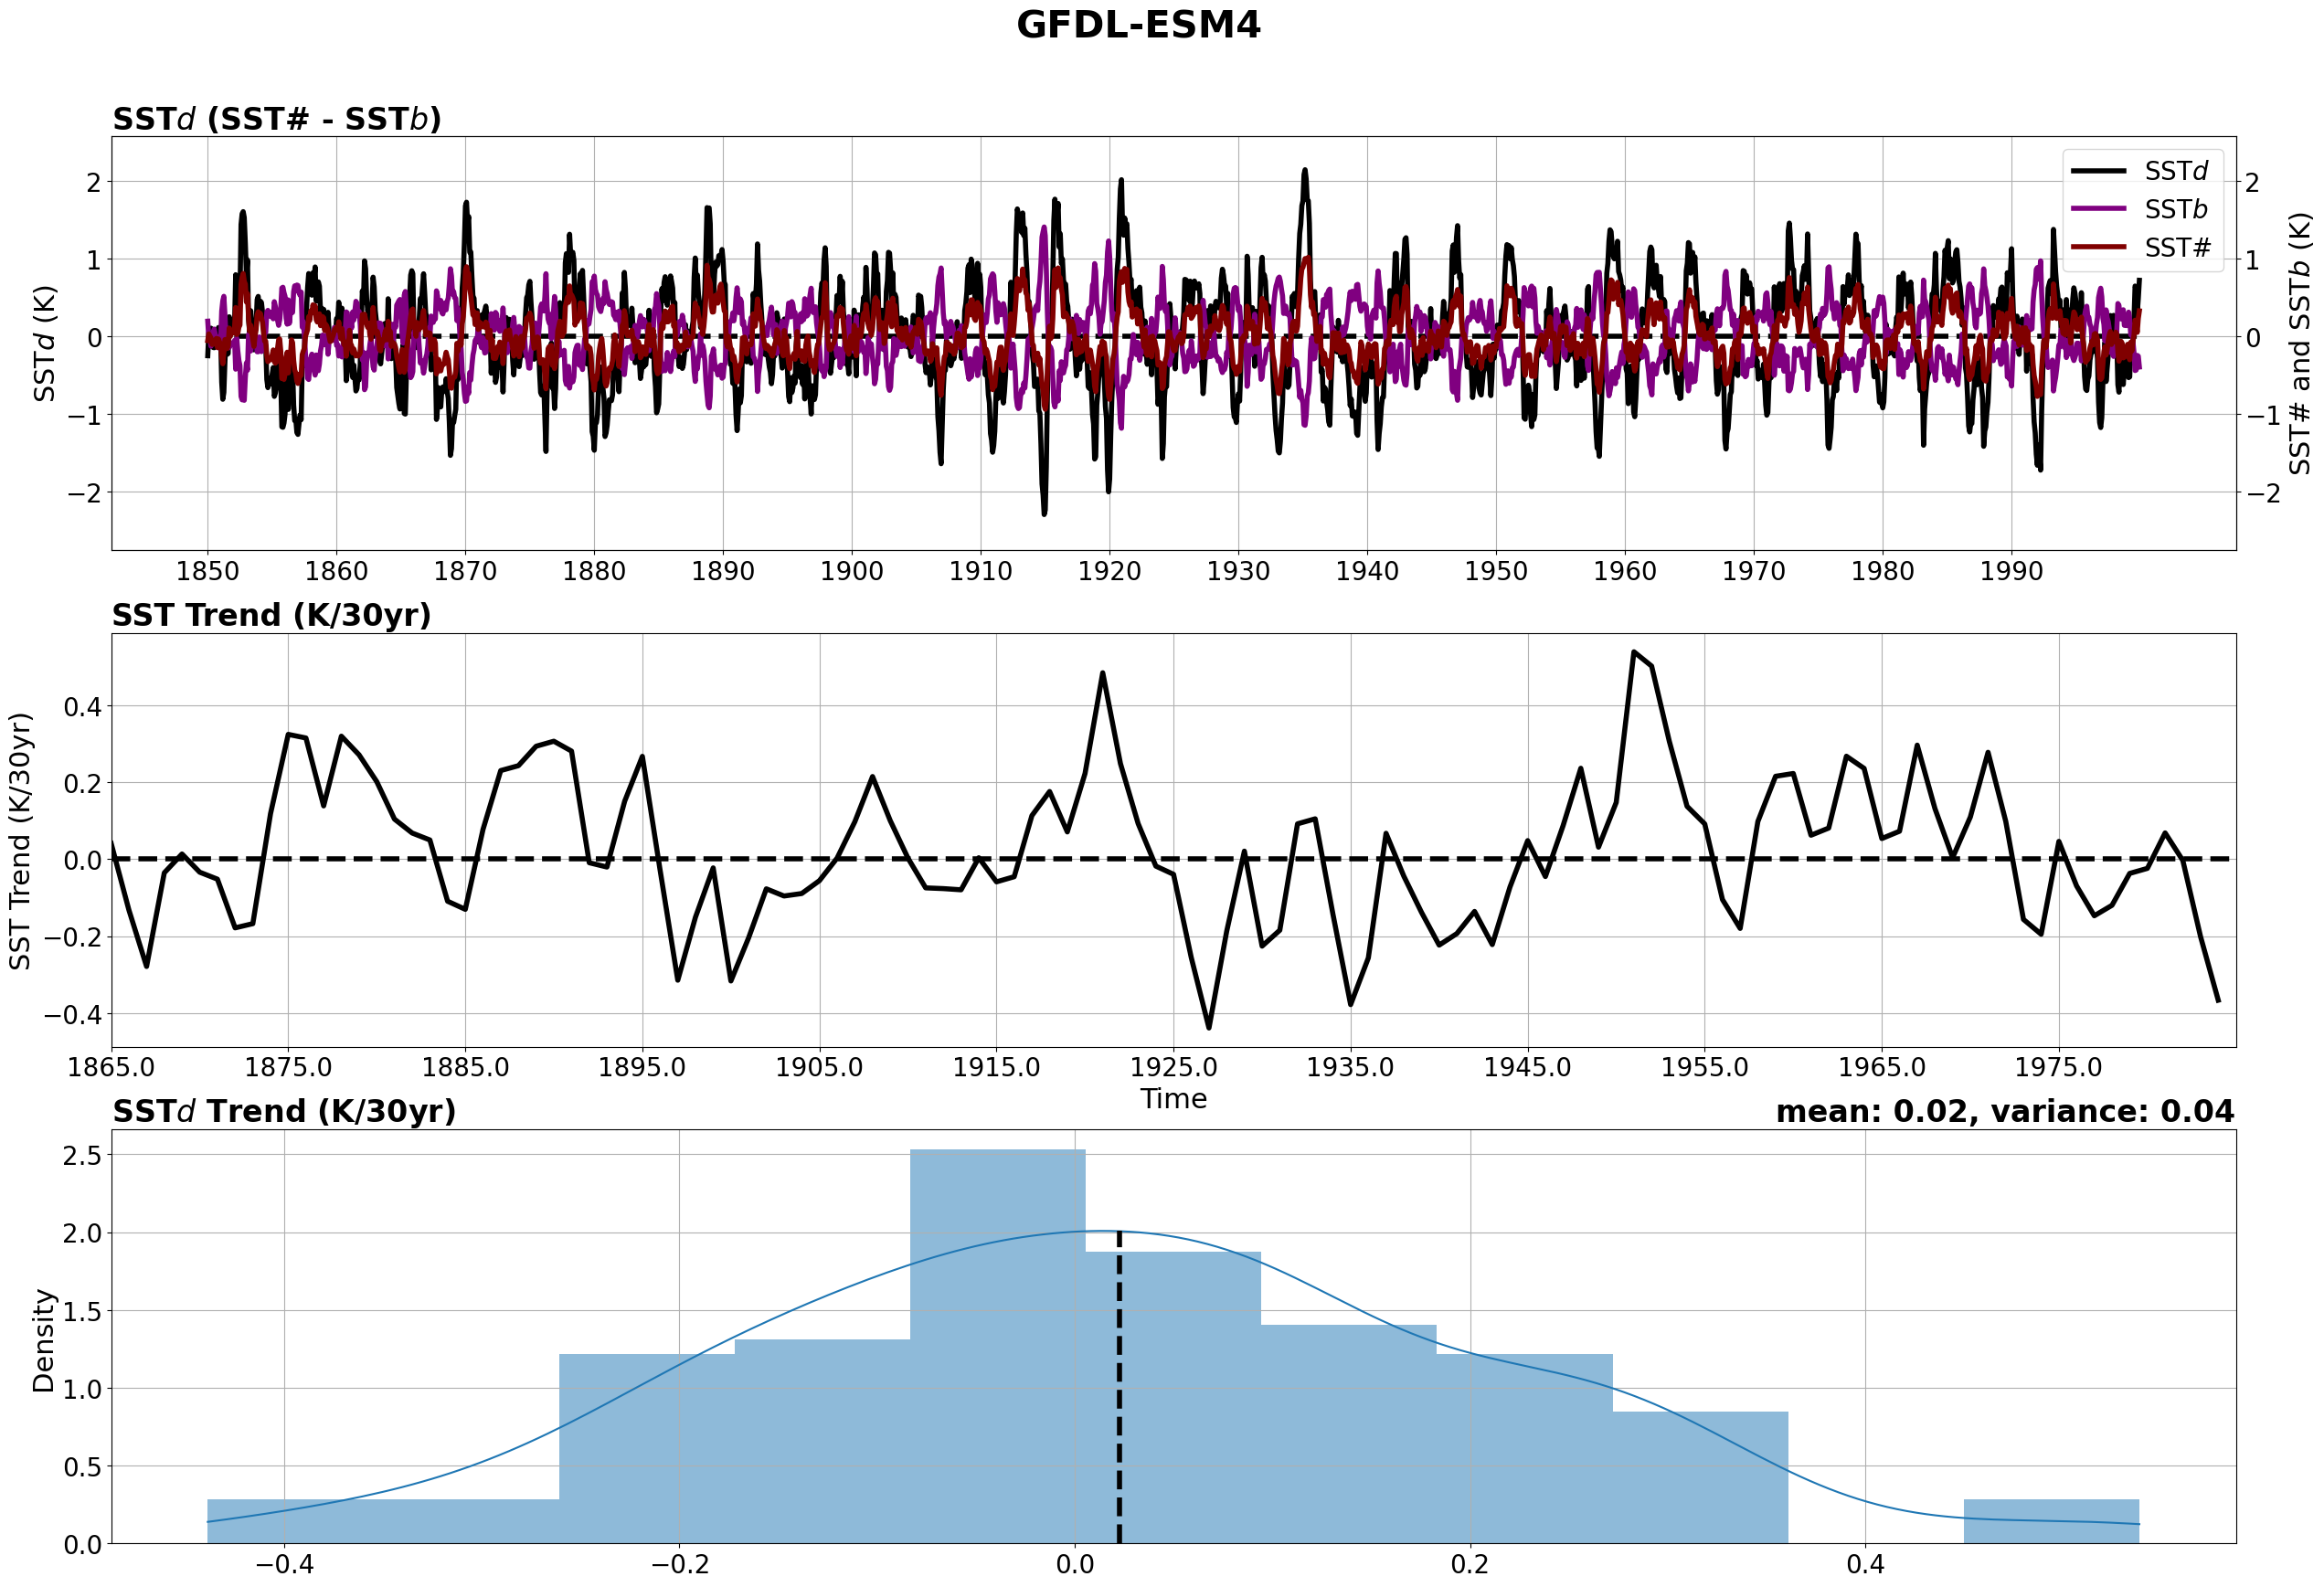 GFDL-ESM4
SSTd (SST# - SSTb)
SSTd (K)
2
1
0
−1
−2
SSTd
SSTb
SST#
2
1
0
−1
−2
SST# and SSTb (K)
1850 1860 1870 1880 1890 1900 1910 1920 1930 1940 1950 1960 1970 1980 1990
SST Trend (K/30yr)
SST Trend (K/30yr)
0.4
0.2
0.0
−0.2
−0.4
1865.0 1875.0 1885.0 1895.0 1905.0 1915.0 1925.0 1935.0 1945.0 1955.0 1965.0 1975.0
Time
SSTd Trend (K/30yr) mean: 0.02, variance: 0.04
Density
2.5
2.0
1.5
1.0
0.5
0.0
−0.4 −0.2 0.0 0.2 0.4